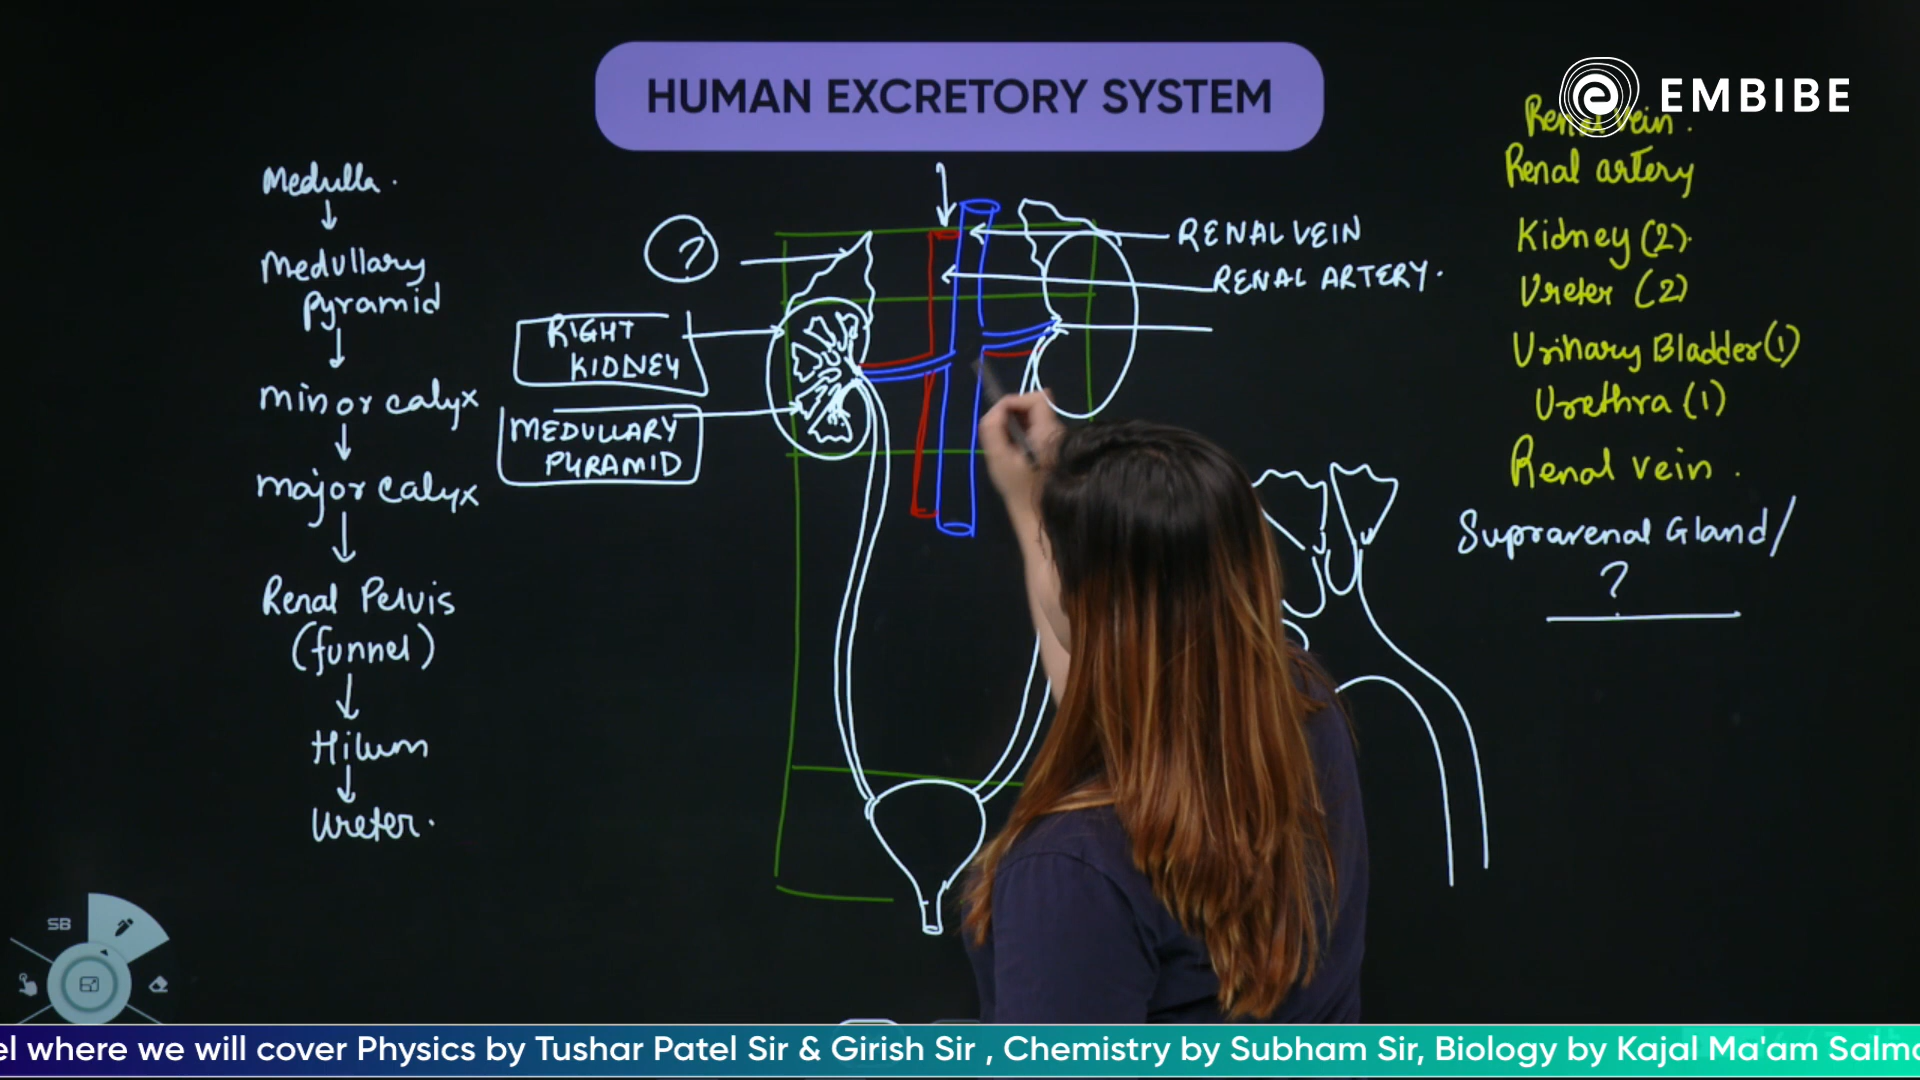 HUMAN EXCRETORY SYSTEM
EMBIBE
Medulla.
Medullary
pyramid
minor calyx
major calyx
Renal Pelvis
(funnel)
Hilum
Ureter.
?
RIGHT
KIDNEY
MEDULLARY
PYRAMID
RENAL VEIN
RENAL ARTERY.
Renal vein.
Renal artery
Kidney (2).
Ureter (2)
Urinary Bladder (1)
Urethra (1)
Renal vein.
Suprarenal Gland/
?
SB
el where we will cover Physics by Tushar Patel Sir & Girish Sir , Chemistry by Subham Sir, Biology by Kajal Ma'am Salma